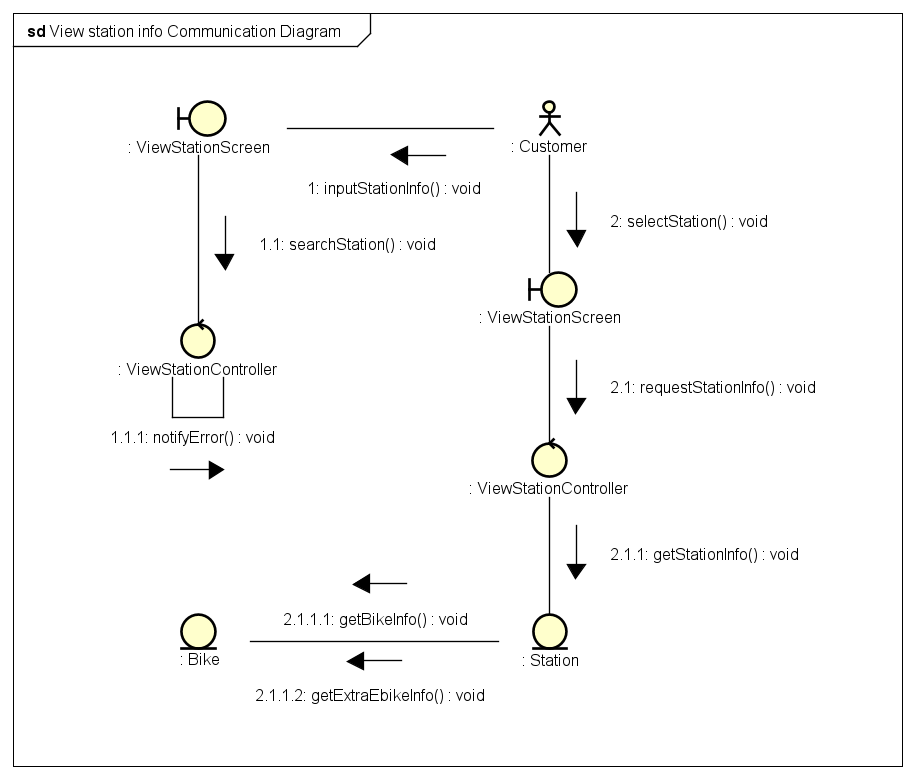 sd View station info Communication Diagram
: ViewStationScreen
: Customer
1: inputStationInfo() : void
2: selectStation() : void
1.1: searchStation() : void
: ViewStationScreen
: ViewStationController
2.1: requestStationInfo() : void
1.1.1: notifyError() : void
: ViewStationController
2.1.1: getStationInfo() : void
2.1.1.1: getBikeInfo() : void
: Bike
: Station
2.1.1.2: getExtraEbikeInfo() : void